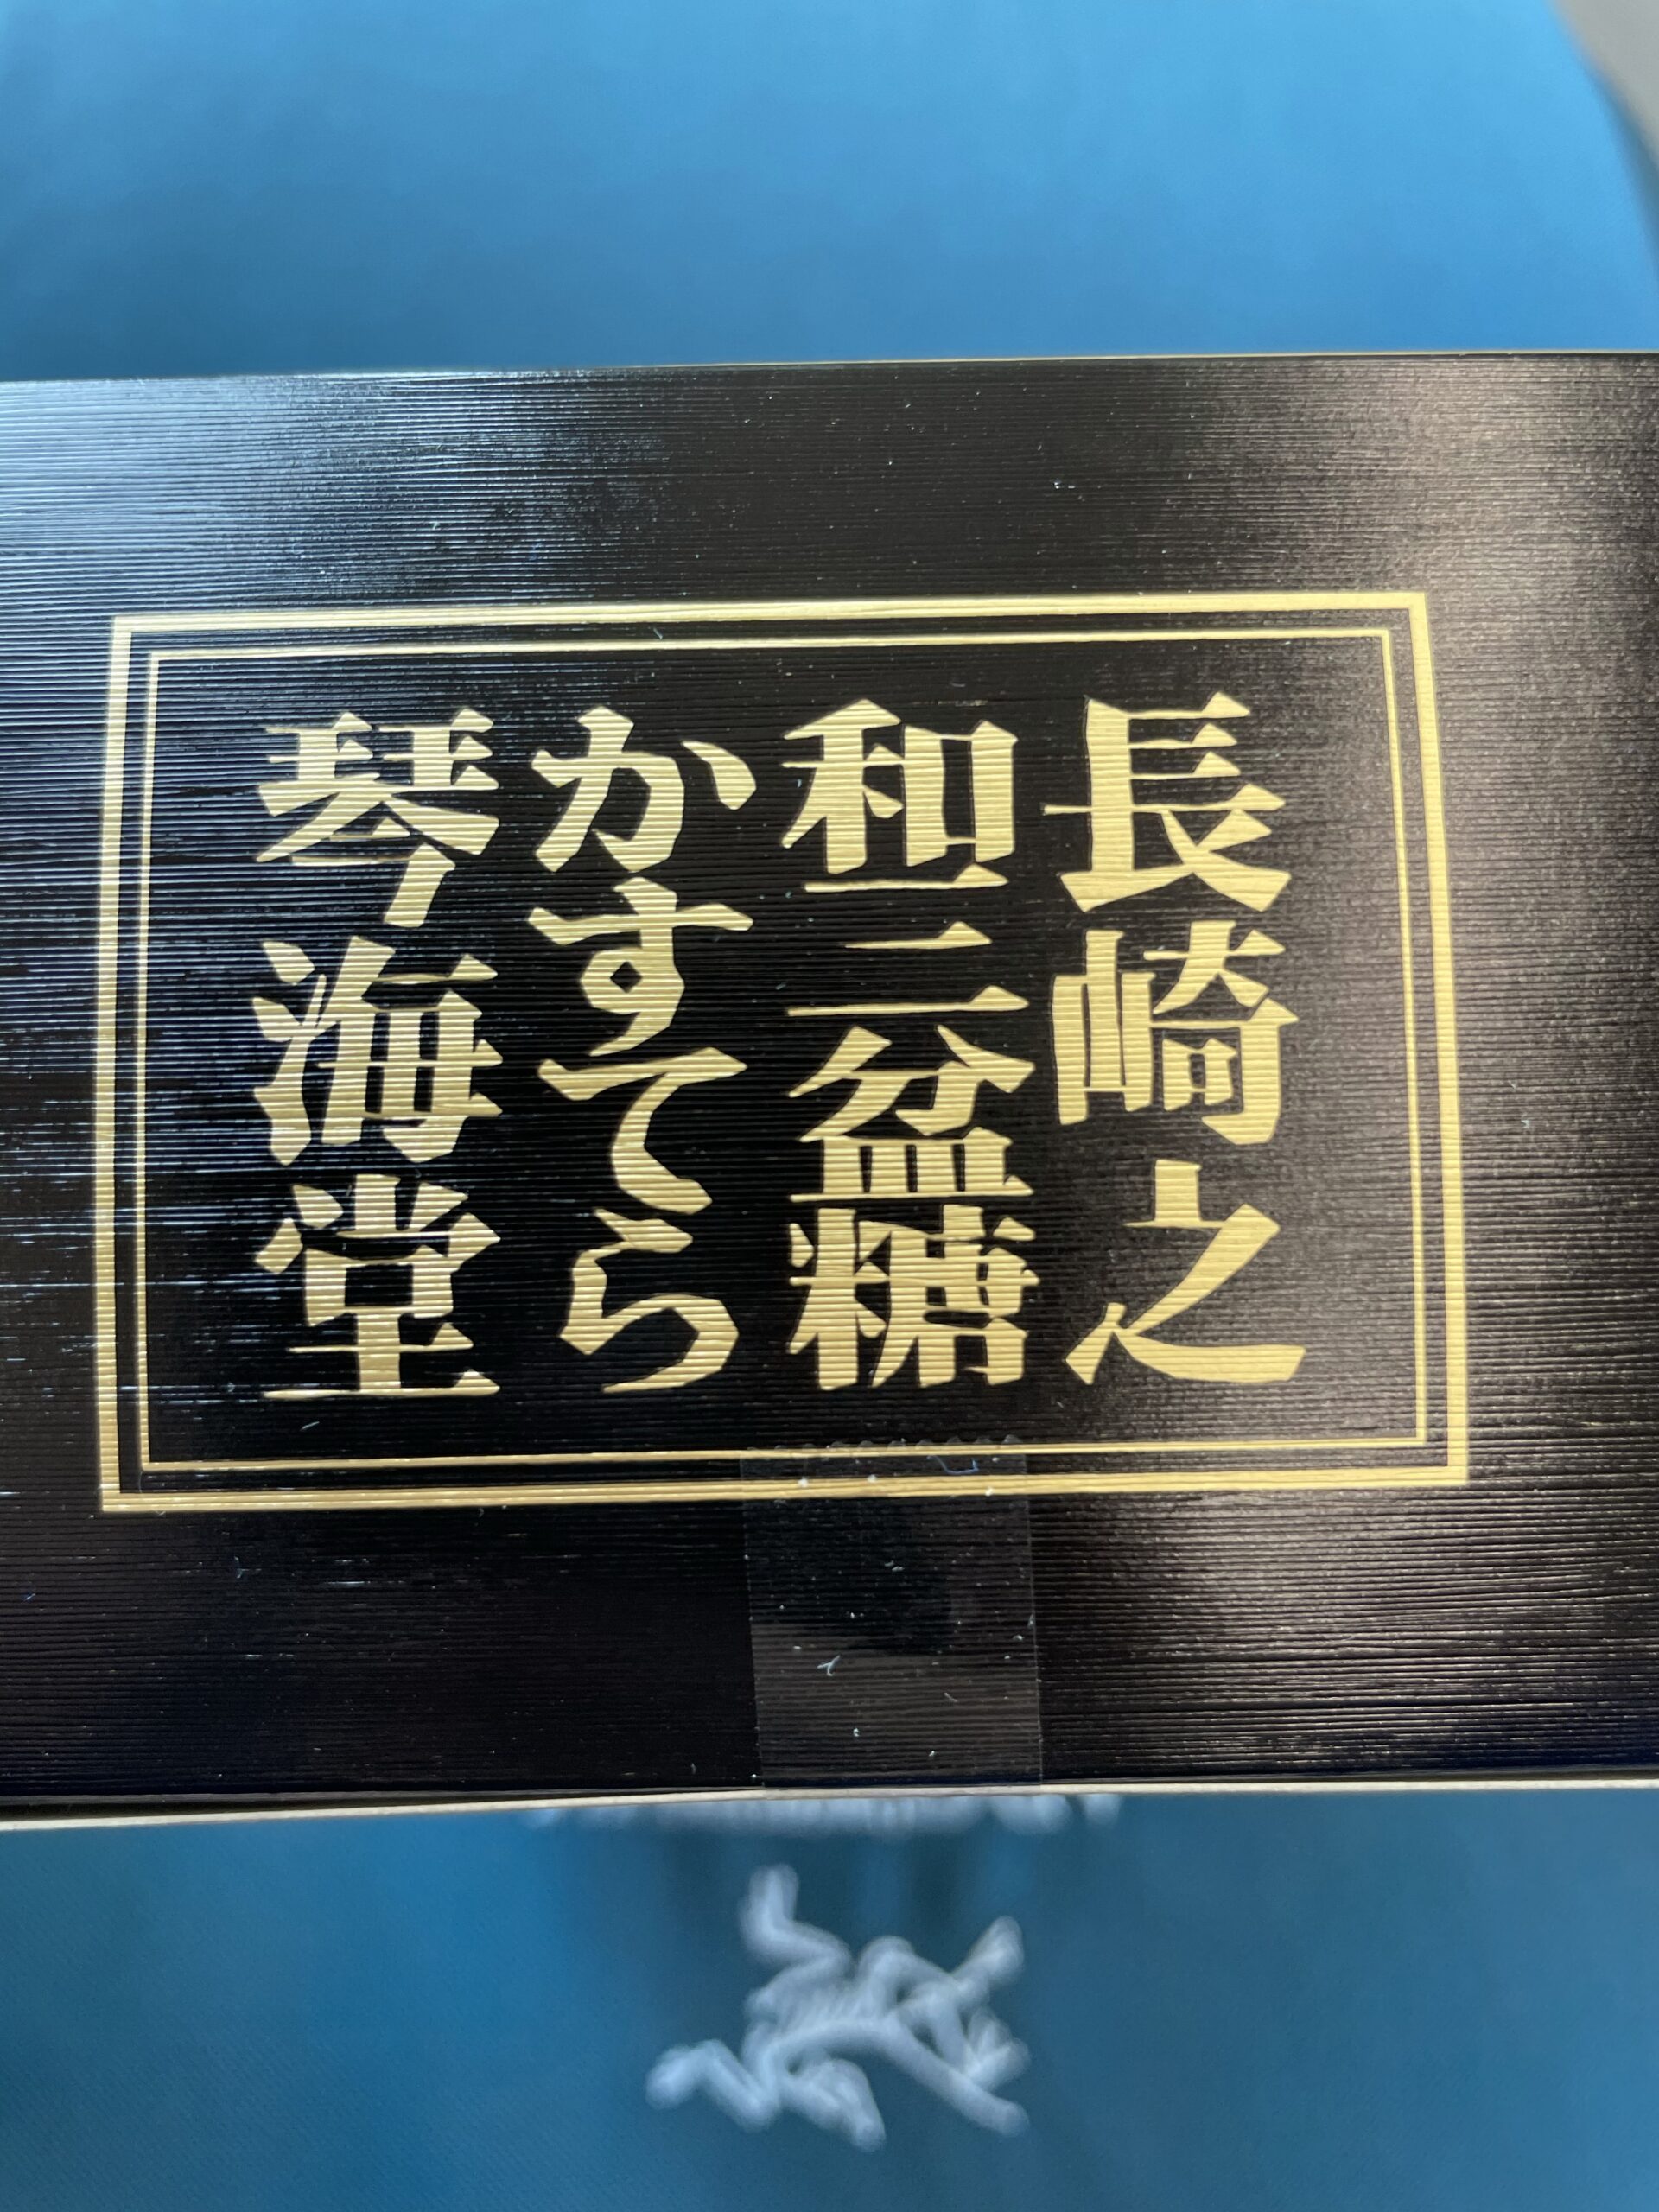 長崎之
和三盆糖
かすてら
琴海堂